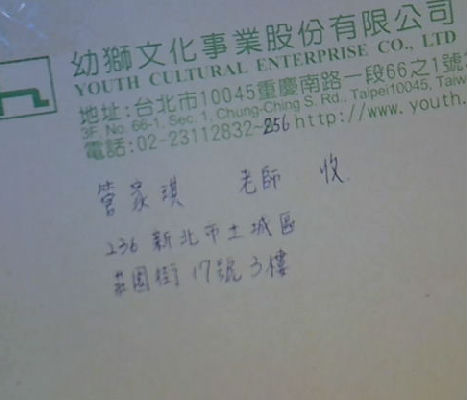 幼獅文化事業股份有限公司
YOUTH CULTURAL ENTERPRISE CO., LTD
地址:台北市10045重慶南路一段66之1號
3F, No. 66-1, Sec. 1, Chung-Ching S. Rd., Taipei10045, Taiw
電話:02-23112832~256 http://www.youth.
管家琪 老師 收
236 新北市土城區
莊園街 17號 3樓